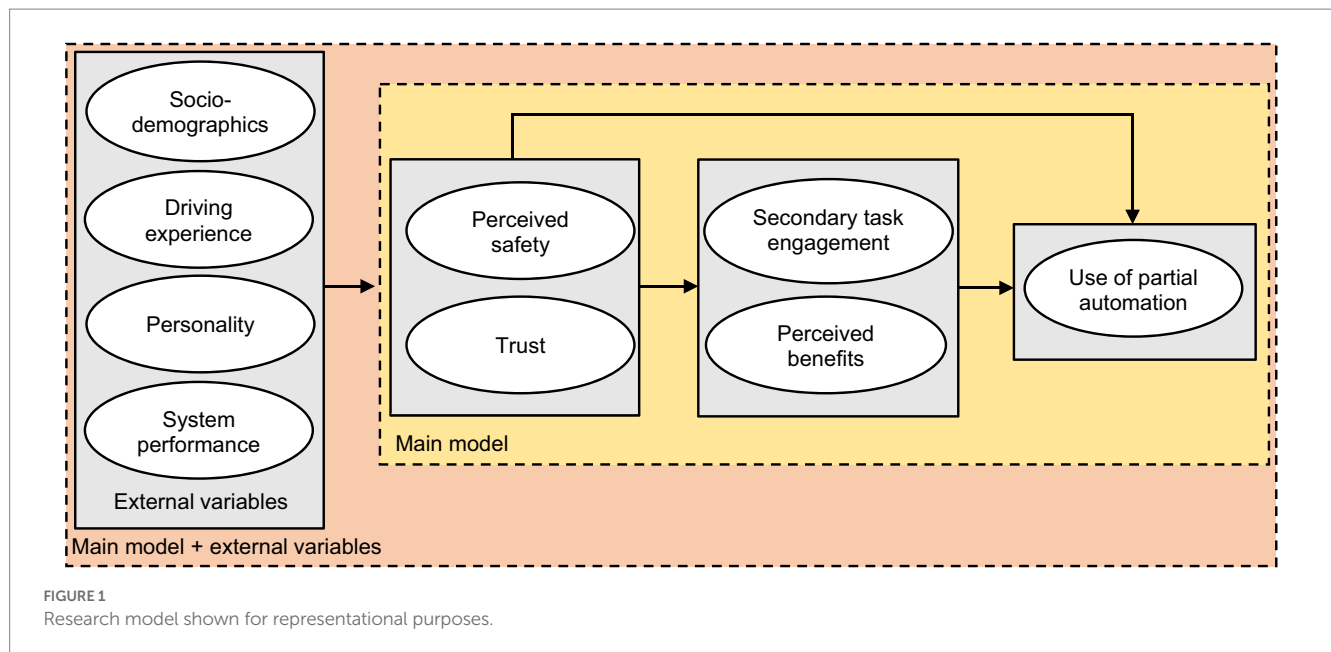 Socio-
demographics
Driving
experience
Personality
System
performance
External variables
Main model + external variables
Perceived
safety
Trust
Main model
Secondary task
engagement
Perceived
benefits
Use of partial
automation
FIGURE 1
Research model shown for representational purposes.